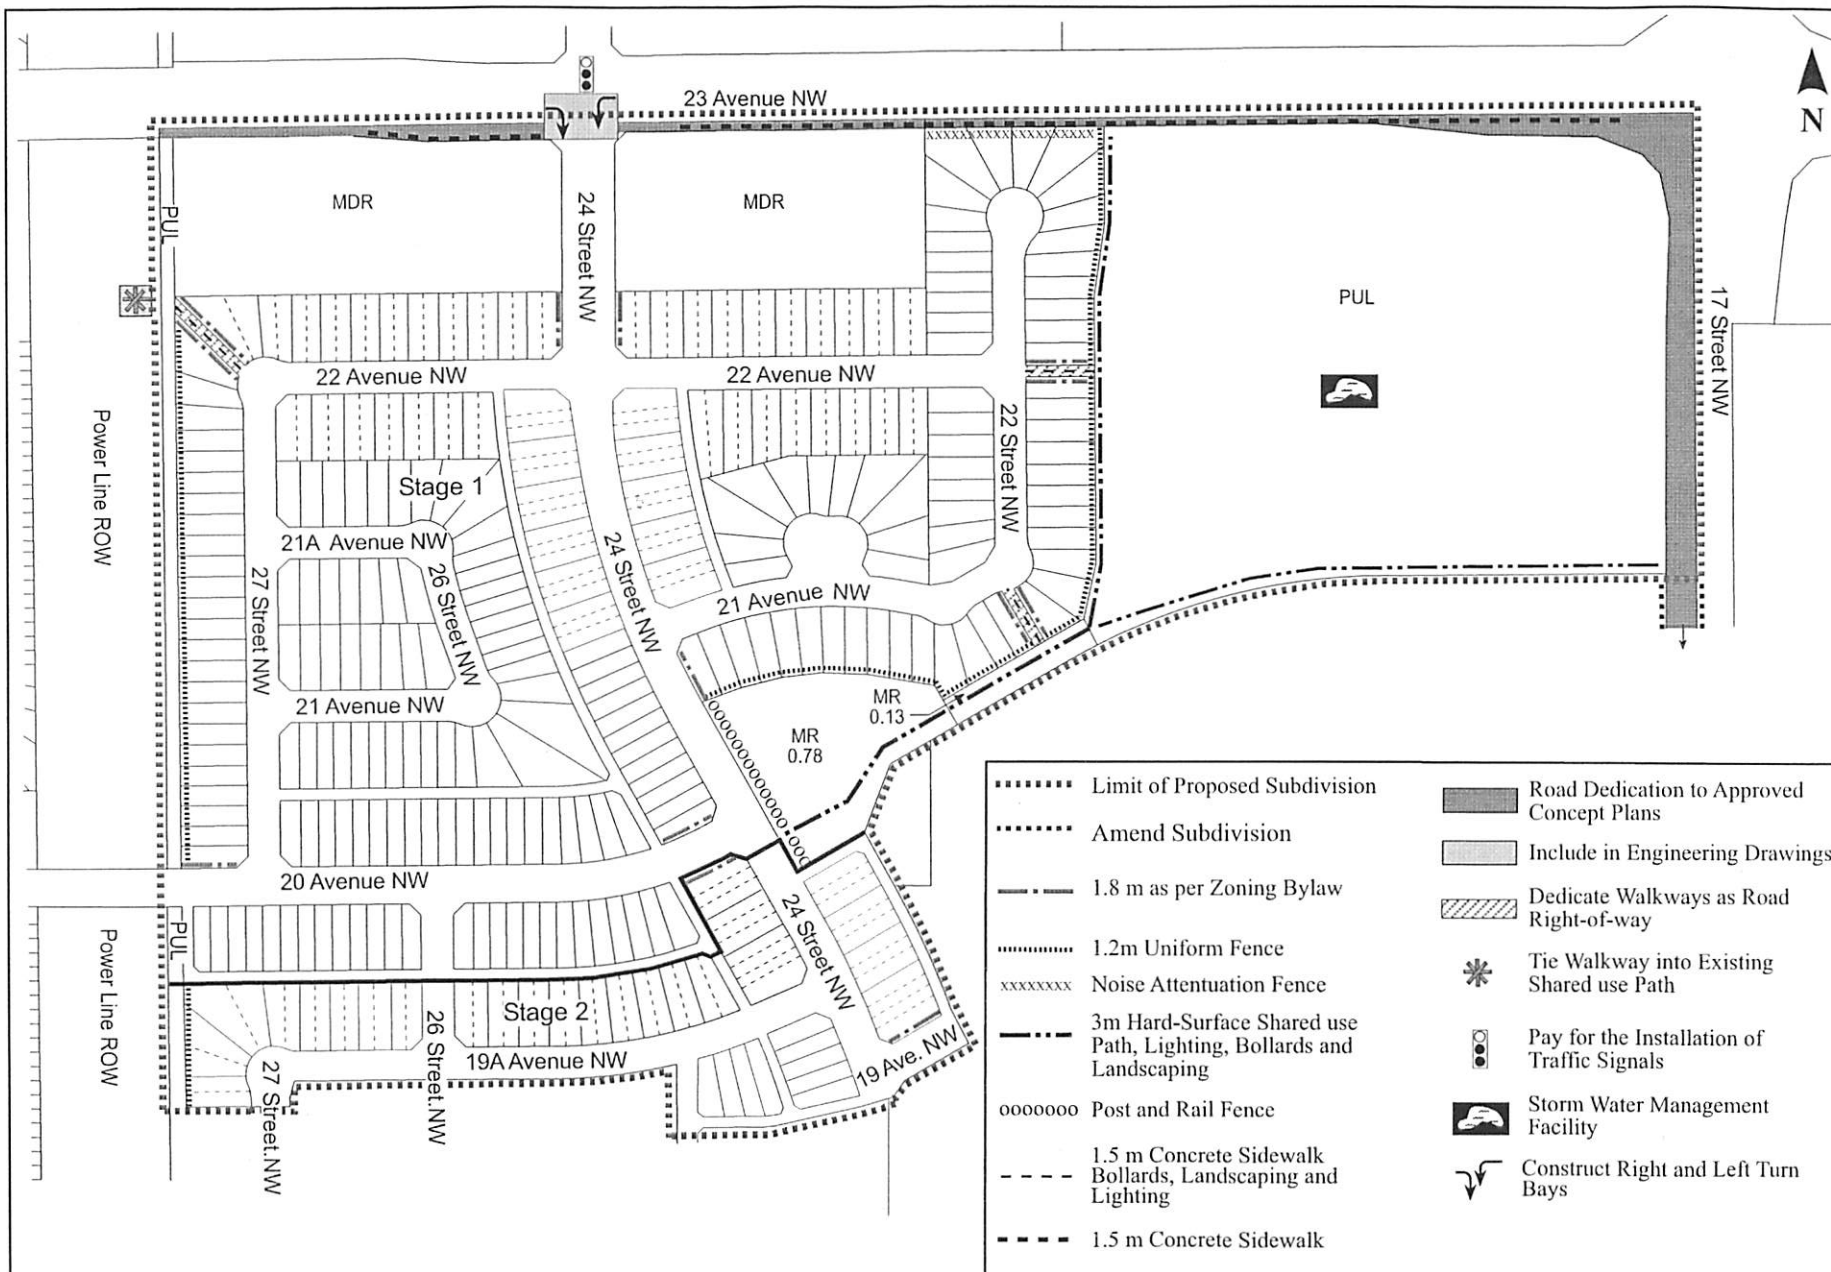 23 Avenue NW
N
MDR
24 Street NW
MDR
PUL
PUL
17 Street NW
22 Avenue NW
22 Avenue NW
Power Line ROW
22 Street NW
Stage 1
21A Avenue NW
24 Street NW
27 Street NW
26 Street NW
21 Avenue NW
21 Avenue NW
MR
0.13
MR
0.78
20 Avenue NW
PUL
Power Line ROW
24 Street NW
Stage 2
26 Street.NW
19A Avenue NW
19 Ave. NW
27 Street.NW
Limit of Proposed Subdivision
Amend Subdivision
1.8 m as per Zoning Bylaw
1.2m Uniform Fence
xxxxxxxx Noise Attentuation Fence
3m Hard-Surface Shared use
Path, Lighting, Bollards and
Landscaping
ooooooo Post and Rail Fence
1.5 m Concrete Sidewalk
Bollards, Landscaping and
Lighting
1.5 m Concrete Sidewalk
Road Dedication to Approved
Concept Plans
Include in Engineering Drawings
Dedicate Walkways as Road
Right-of-way
Tie Walkway into Existing
Shared use Path
Pay for the Installation of
Traffic Signals
Storm Water Management
Facility
Construct Right and Left Turn
Bays